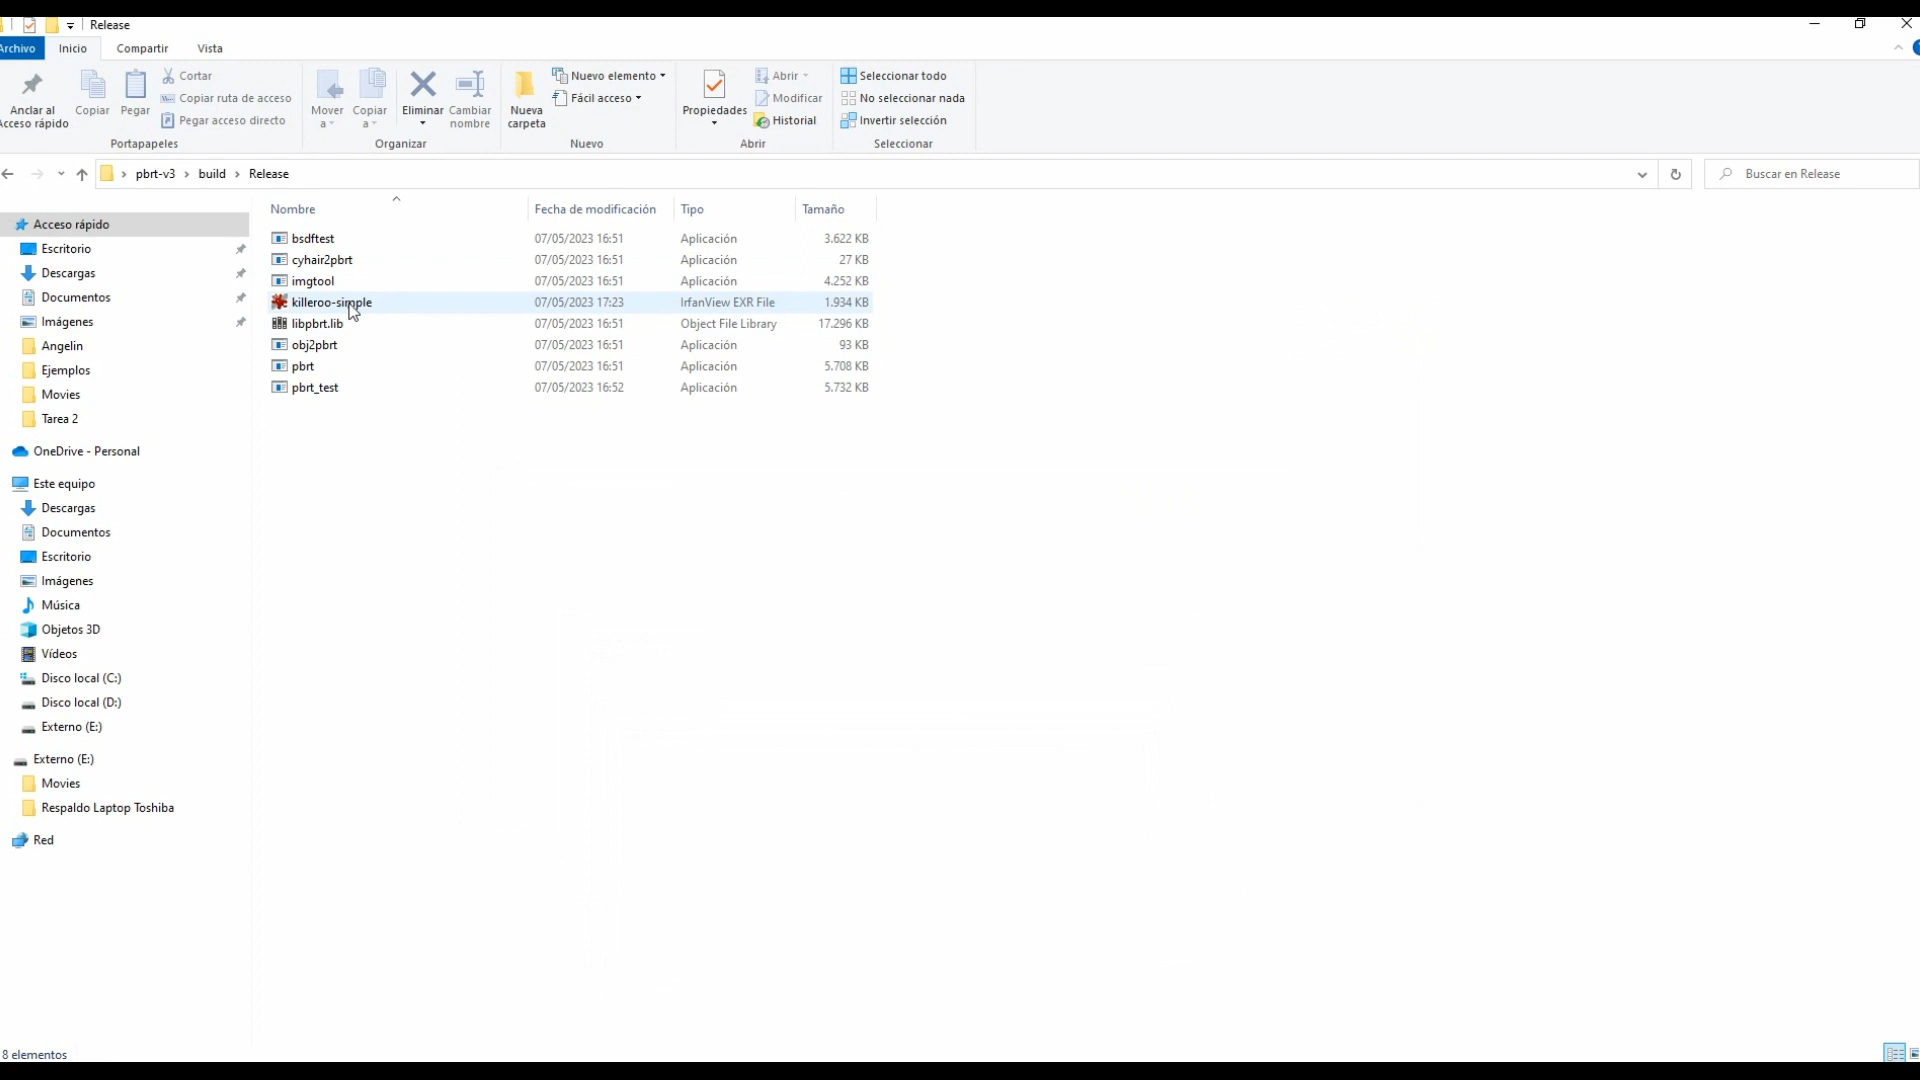 Release
Archivo Inicio Compartir Vista
Anclar al Acceso rápido
Copiar
Pegar
Cortar
Copiar ruta de acceso
Pegar acceso directo
Portapapeles
Mover a
Copiar a
Eliminar
Cambiar nombre
Organizar
Nueva carpeta
Nuevo elemento
Fácil acceso
Nuevo
Propiedades
Abrir
Modificar
Historial
Abrir
Seleccionar todo
No seleccionar nada
Invertir selección
Seleccionar
pbrt-v3 › build › Release
Buscar en Release
Acceso rápido
Escritorio
Descargas
Documentos
Imágenes
Angelin
Ejemplos
Movies
Tarea 2
OneDrive - Personal
Este equipo
Descargas
Documentos
Escritorio
Imágenes
Música
Objetos 3D
Vídeos
Disco local (C:)
Disco local (D:)
Externo (E:)
Externo (E:)
Movies
Respaldo Laptop Toshiba
Red
Nombre Fecha de modificación Tipo Tamaño
bsdftest 07/05/2023 16:51 Aplicación 3.622 KB
cyhair2pbrt 07/05/2023 16:51 Aplicación 27 KB
imgtool 07/05/2023 16:51 Aplicación 4.252 KB
killeroo-simple 07/05/2023 17:23 IrfanView EXR File 1.934 KB
libpbrt.lib 07/05/2023 16:51 Object File Library 17.296 KB
obj2pbrt 07/05/2023 16:51 Aplicación 93 KB
pbrt 07/05/2023 16:51 Aplicación 5.708 KB
pbrt_test 07/05/2023 16:52 Aplicación 5.732 KB
8 elementos